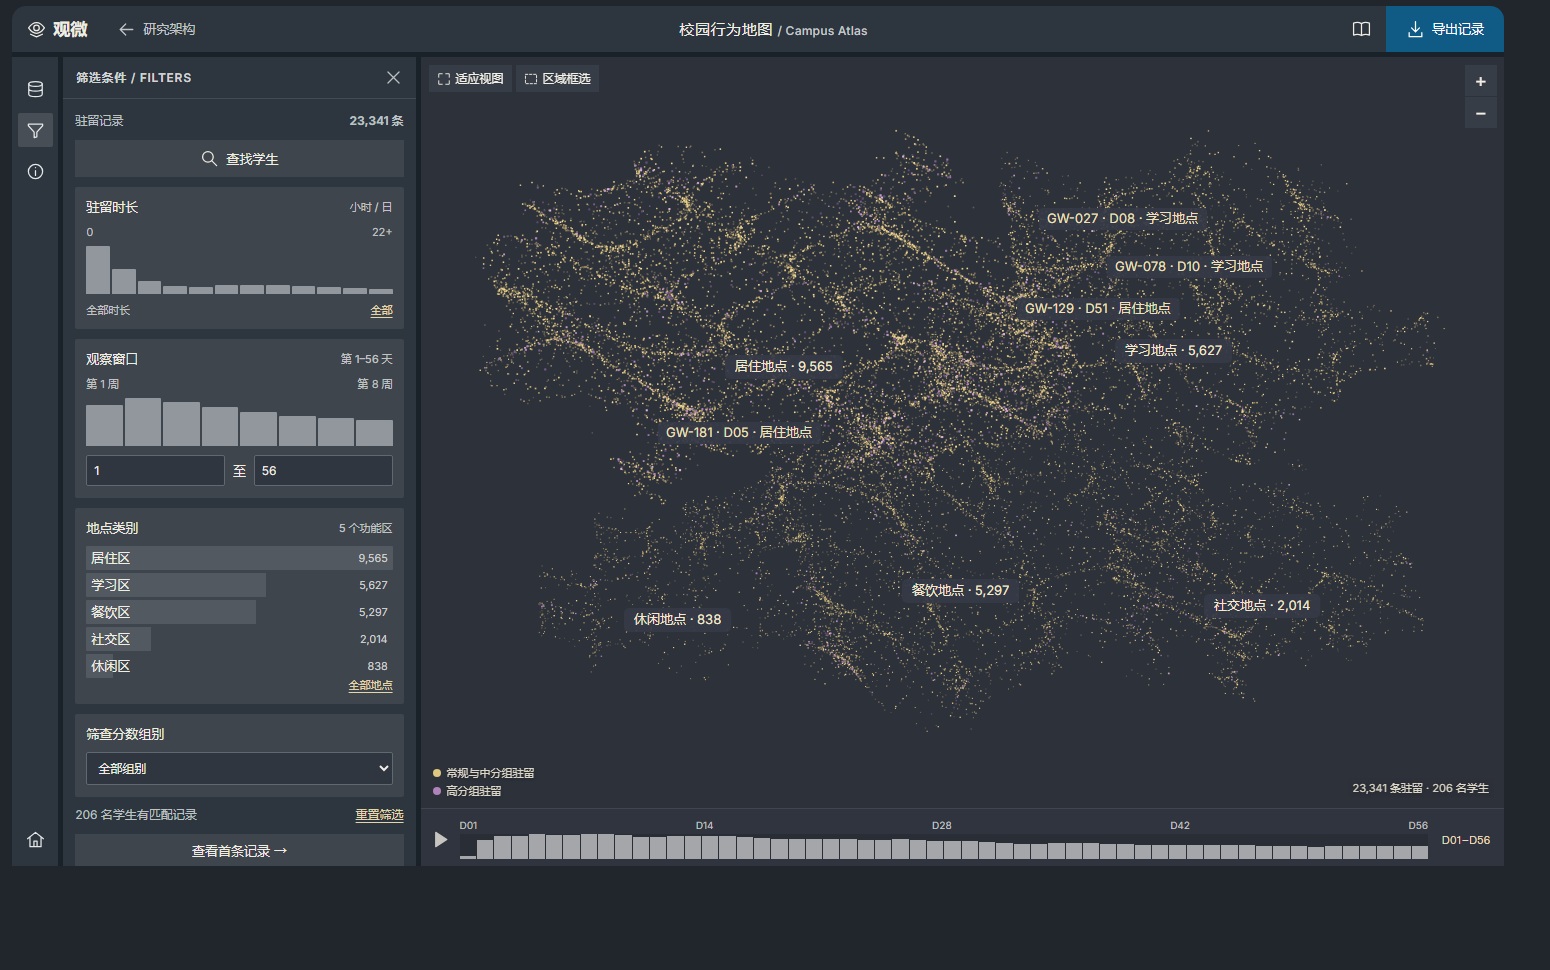 观微
研究架构
校园行为地图 / Campus Atlas
导出记录
筛选条件 / FILTERS
驻留记录
23,341 条
查找学生
驻留时长
小时 / 日
0
22+
全部时长
全部
观察窗口
第 1–56 天
第 1 周
第 8 周
1
至
56
地点类别
5 个功能区
居住区
9,565
学习区
5,627
餐饮区
5,297
社交区
2,014
休闲区
838
全部地点
筛查分数组别
全部组别
206 名学生有匹配记录
重置筛选
查看首条记录 →
适应视图
区域框选
+
−
GW-027 · D08 · 学习地点
GW-078 · D10 · 学习地点
GW-129 · D51 · 居住地点
学习地点 · 5,627
居住地点 · 9,565
GW-181 · D05 · 居住地点
餐饮地点 · 5,297
社交地点 · 2,014
休闲地点 · 838
常规与中分组驻留
高分组驻留
23,341 条驻留 · 206 名学生
D01
D14
D28
D42
D56
D01–D56